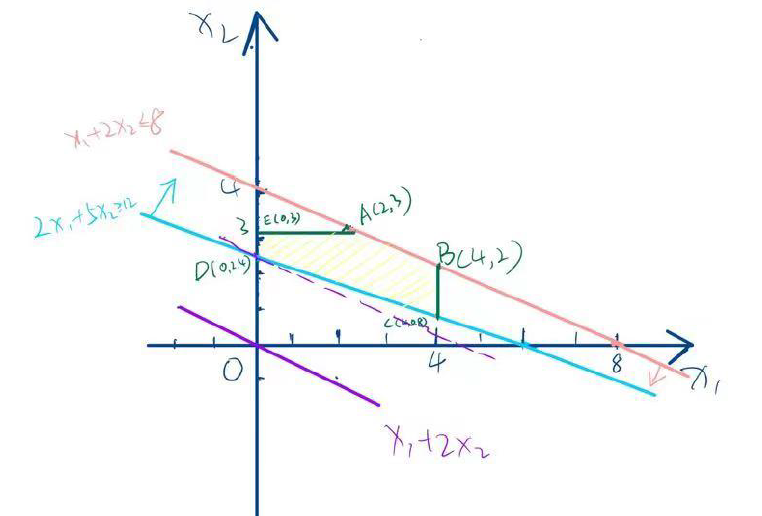 x₂
x₁+2x₂≤8
4
2x₁+5x₂≥12
3
E(0,3)
A(2,3)
D(0,2.4)
B(4,2)
C(4,0.8)
0
4
8
x₁
x₁+2x₂